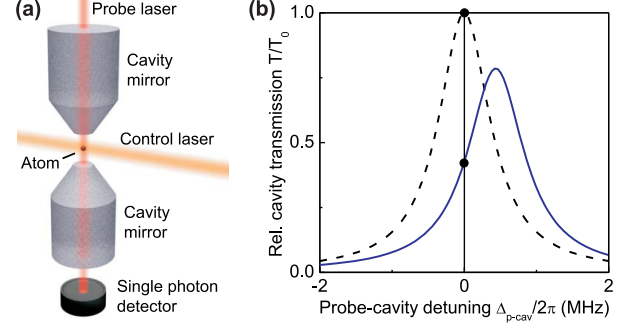 (a)
Probe laser
Cavity
mirror
Control laser
Atom
Cavity
mirror
Single photon
detector
(b)
Rel. cavity transmission T/T₀
1.0
0.5
0.0
-2
0
2
Probe-cavity detuning Δp-cav/2π (MHz)